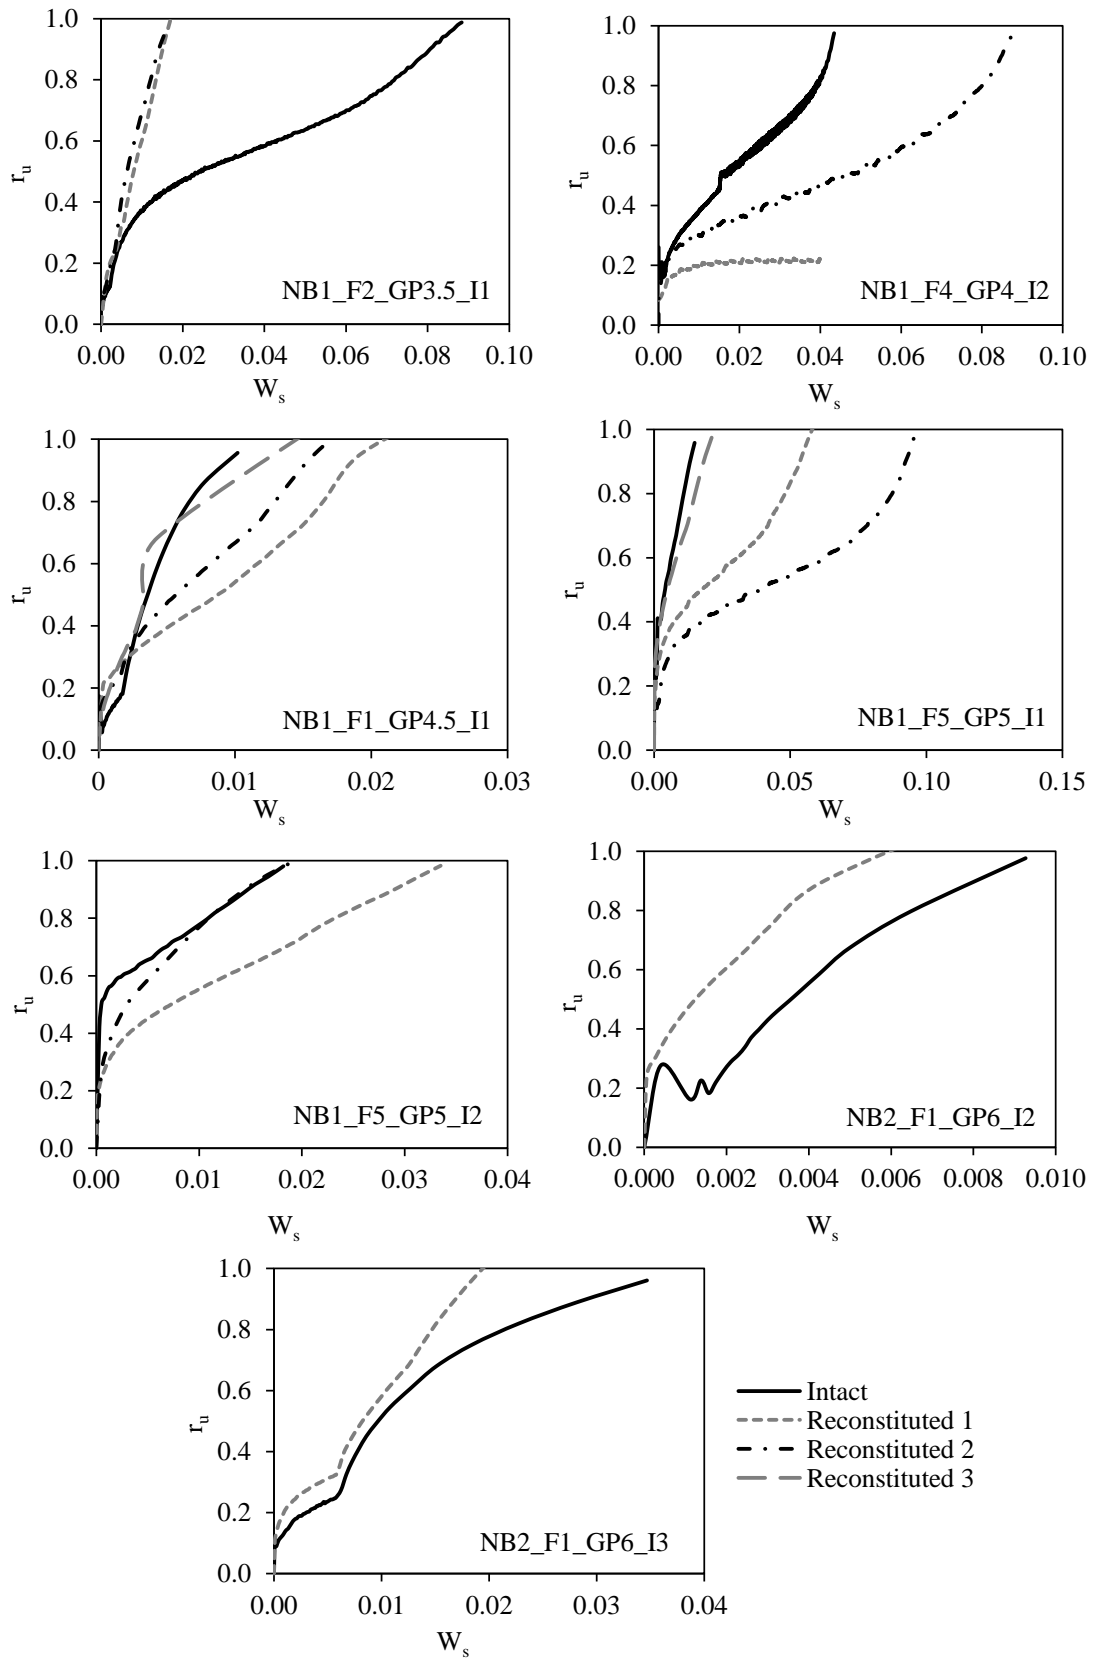 1.0
0.8
0.6
0.4
0.2
0.0
r_u
NB1_F2_GP3.5_I1
0.00 0.02 0.04 0.06 0.08 0.10
W_s
1.0
0.8
0.6
0.4
0.2
0.0
r_u
NB1_F4_GP4_I2
0.00 0.02 0.04 0.06 0.08 0.10
W_s
1.0
0.8
0.6
0.4
0.2
0.0
r_u
NB1_F1_GP4.5_I1
0 0.01 0.02 0.03
W_s
1.0
0.8
0.6
0.4
0.2
0.0
r_u
NB1_F5_GP5_I1
0.00 0.05 0.10 0.15
W_s
1.0
0.8
0.6
0.4
0.2
0.0
r_u
NB1_F5_GP5_I2
0.000 0.01 0.02 0.03 0.04
W_s
1.0
0.8
0.6
0.4
0.2
0.0
r_u
NB2_F1_GP6_I2
0.000 0.002 0.004 0.006 0.008 0.010
W_s
1.0
0.8
0.6
0.4
0.2
0.0
r_u
NB2_F1_GP6_I3
0.00 0.01 0.02 0.03 0.04
W_s
Intact
Reconstituted 1
Reconstituted 2
Reconstituted 3